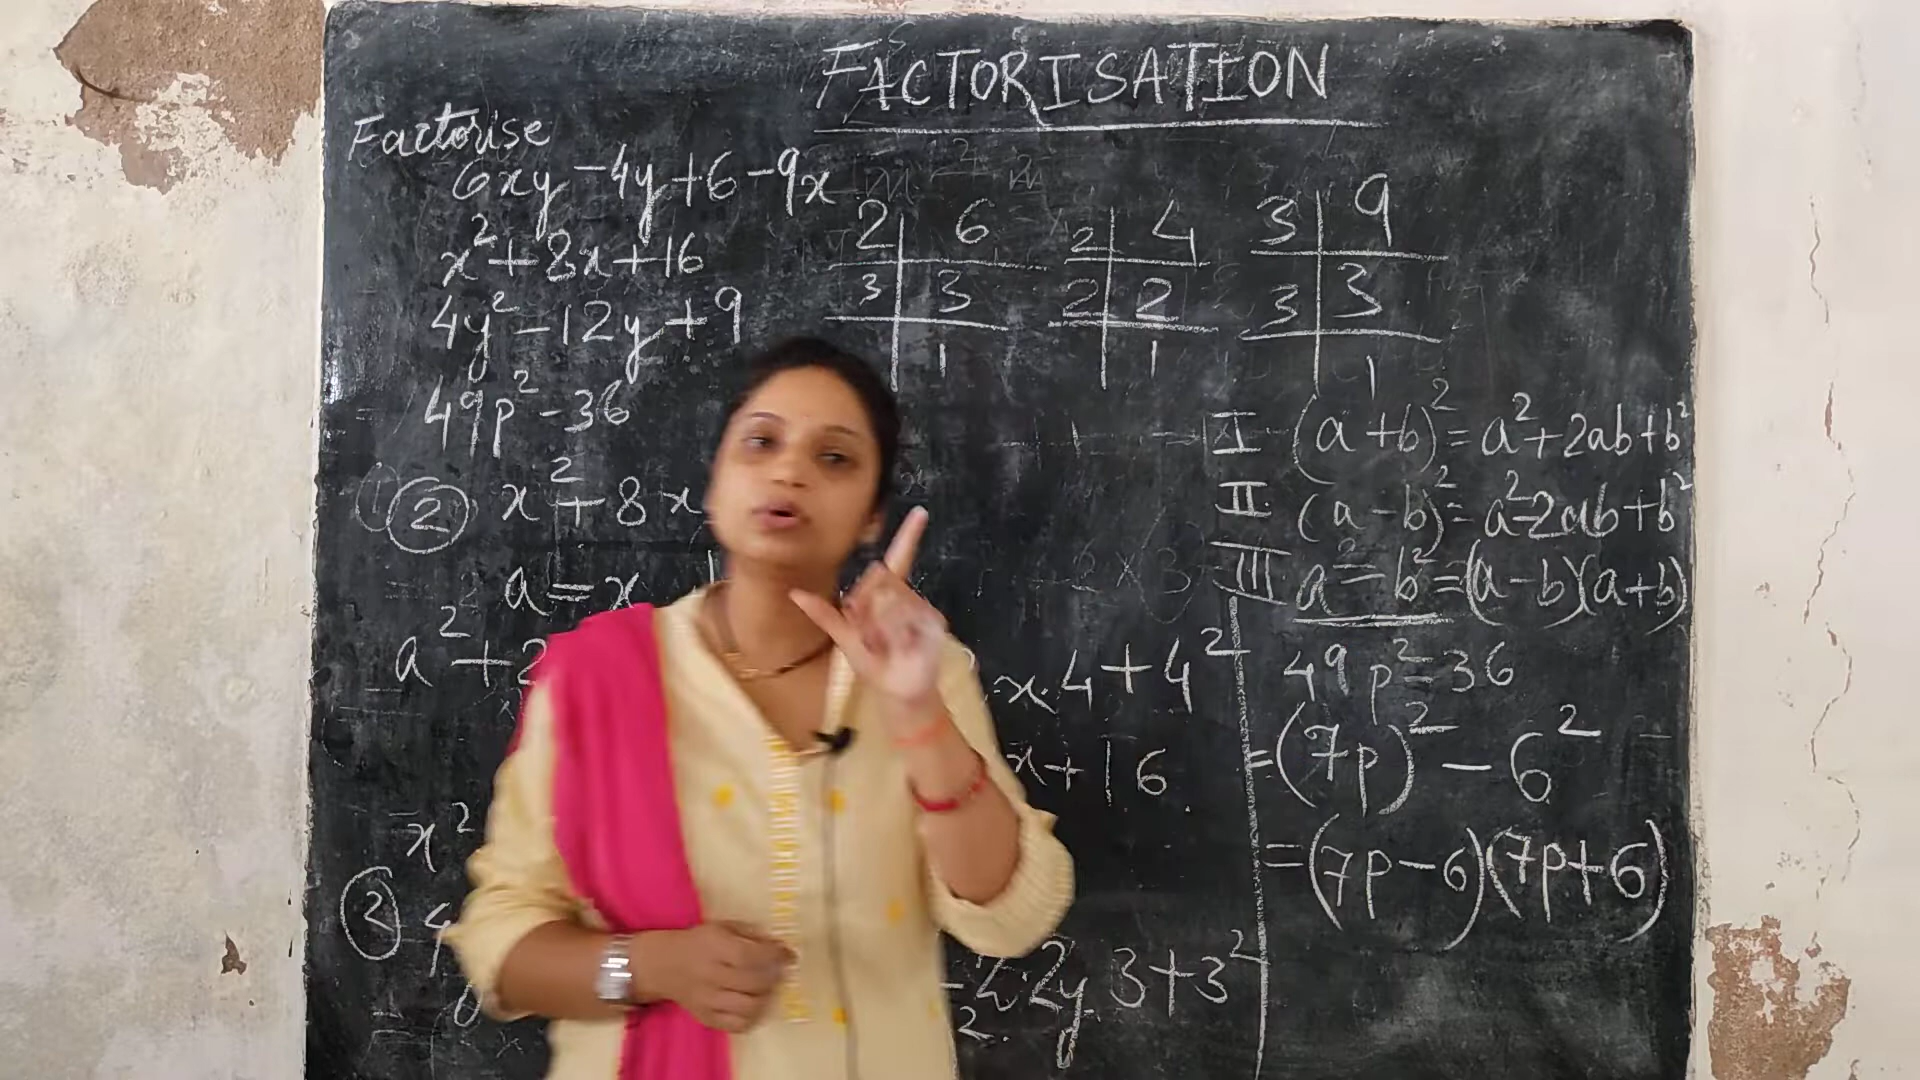 FACTORISATION
Factorise
6xy-4y+6-9x
x²+8x+16
4y²-12y+9
49p²-36
2 | 6
3 | 3
1
2 | 4
2 | 2
1
3 | 9
3 | 3
1
I (a+b)²=a²+2ab+b²
II (a-b)²=a²-2ab+b²
III a²-b²=(a-b)(a+b)
② x²+8x
a=x
a²+2
x.4+4²
x+16
x²
②
-2.2y 3+3²
49p²-36
=(7p)²-6²
=(7p-6)(7p+6)